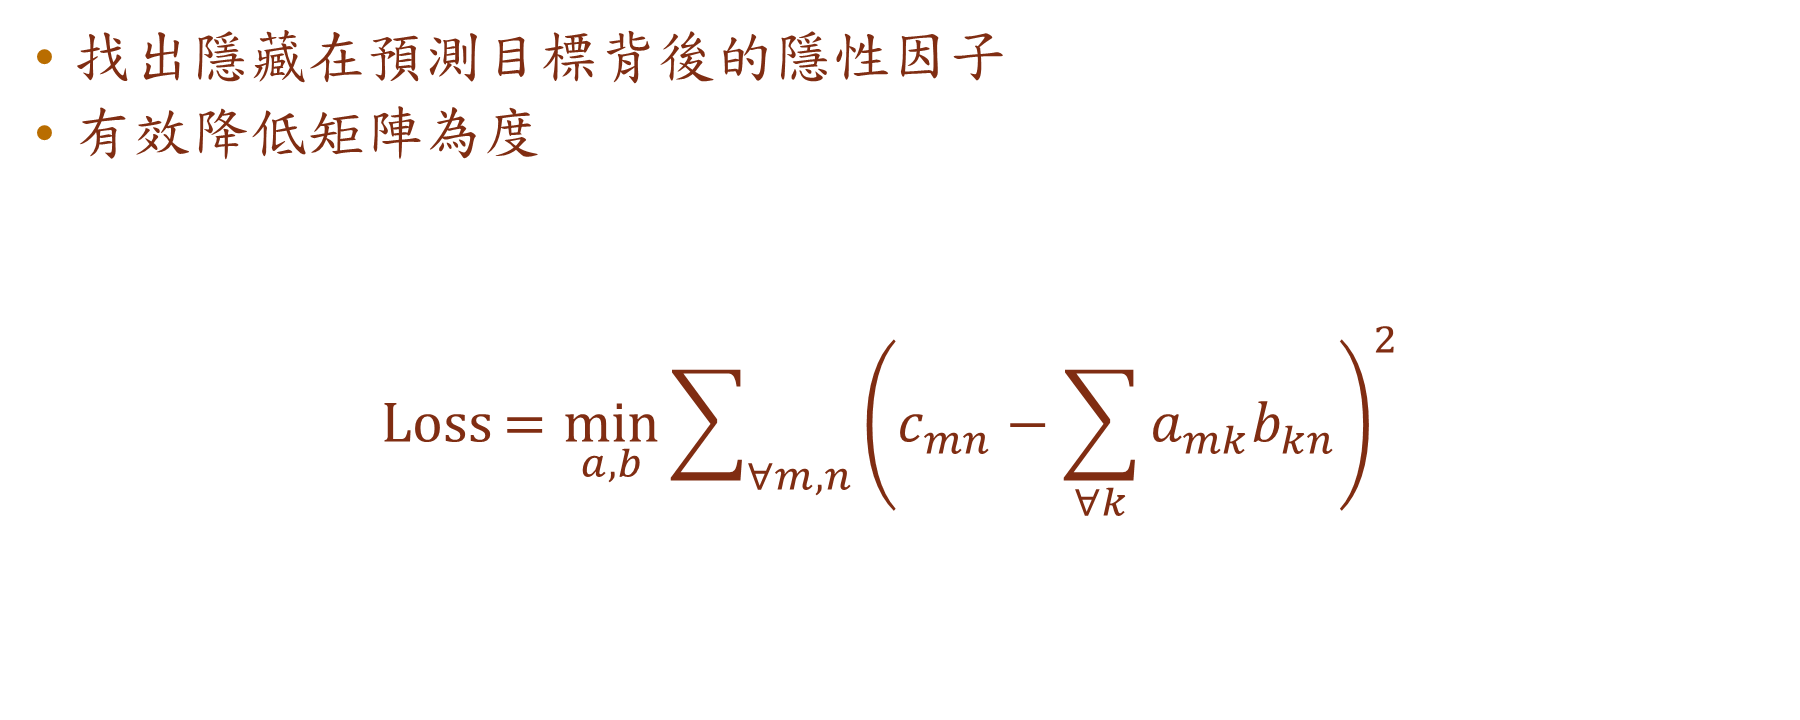 • 找出隱藏在預測目標背後的隱性因子
• 有效降低矩陣為度
Loss = min_{a,b} ∑_{∀m,n} (c_{mn} − ∑_{∀k} a_{mk} b_{kn})^2